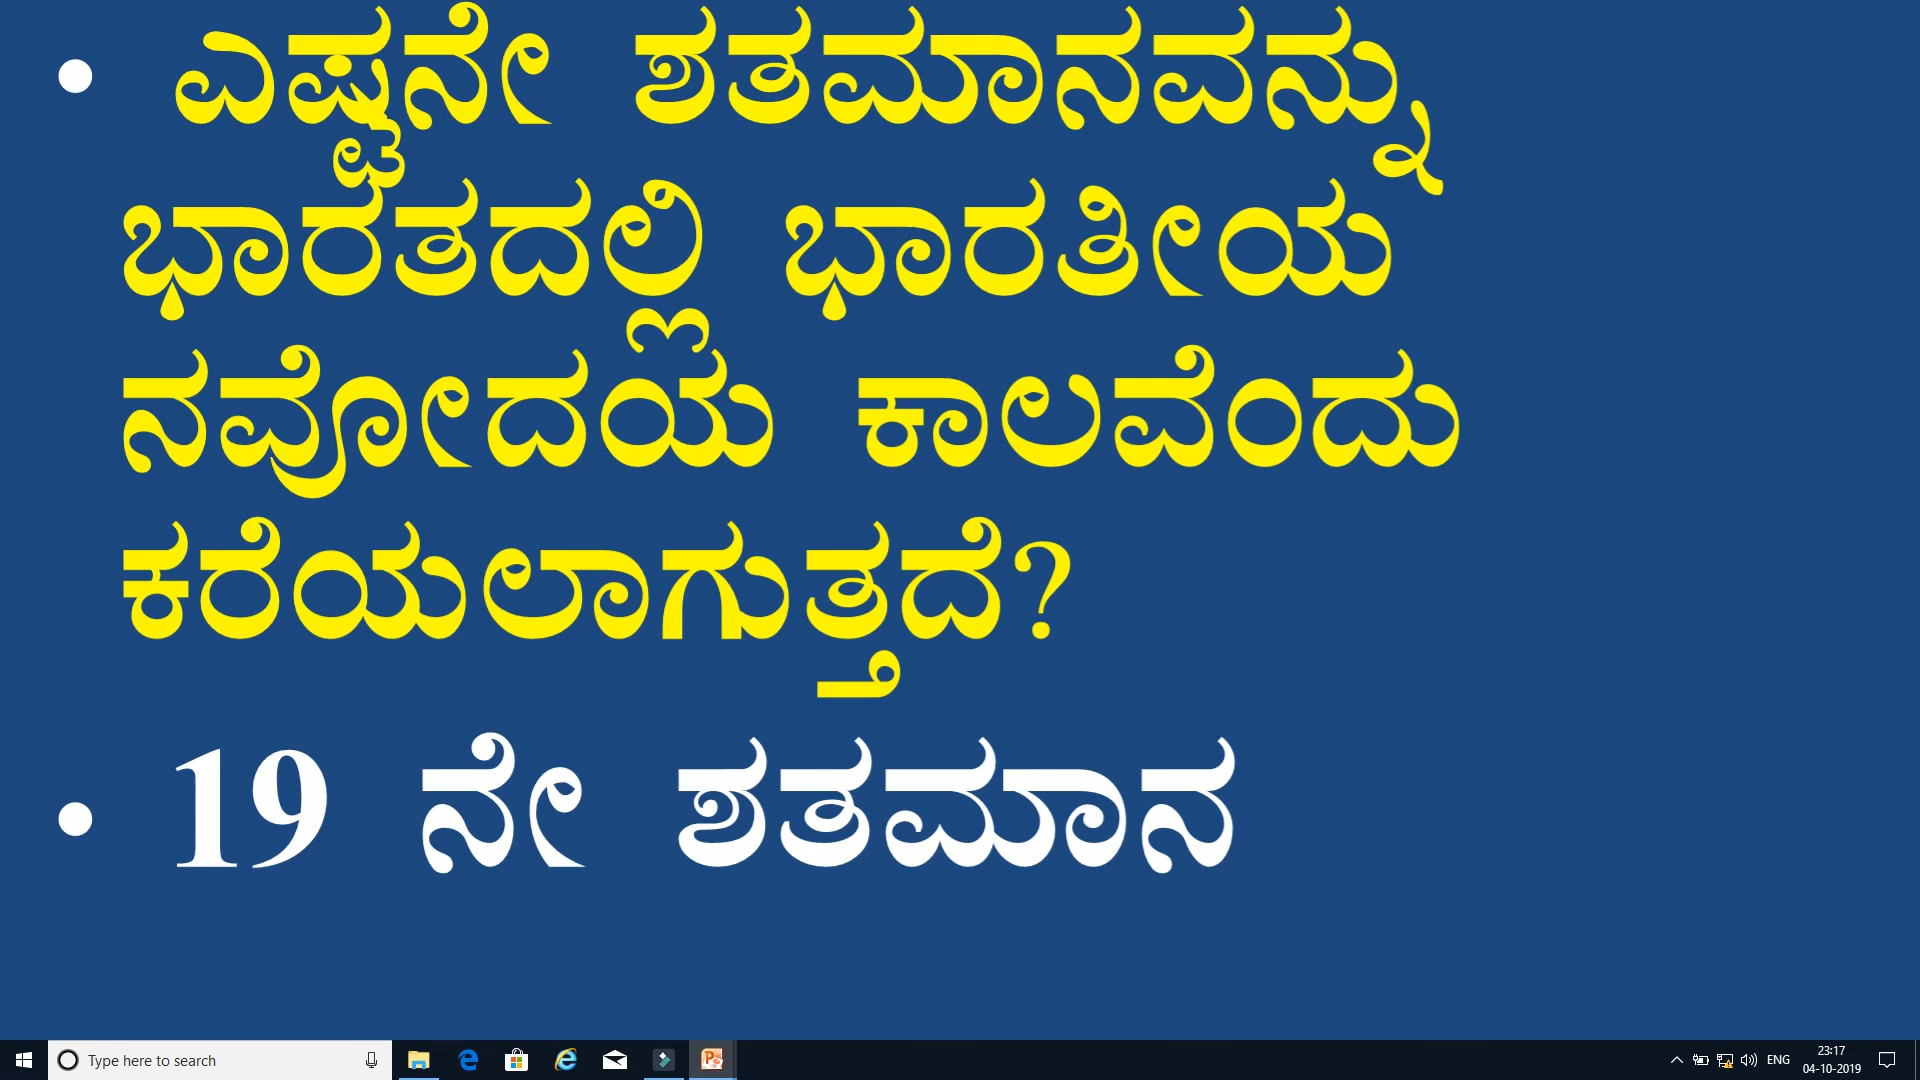 • ಎಷ್ಟನೇ ಶತಮಾನವನ್ನು
ಭಾರತದಲ್ಲಿ ಭಾರತೀಯ
ನವೋದಯ ಕಾಲವೆಂದು
ಕರೆಯಲಾಗುತ್ತದೆ?
• 19 ನೇ ಶತಮಾನ
Type here to search
ENG
23:17
04-10-2019